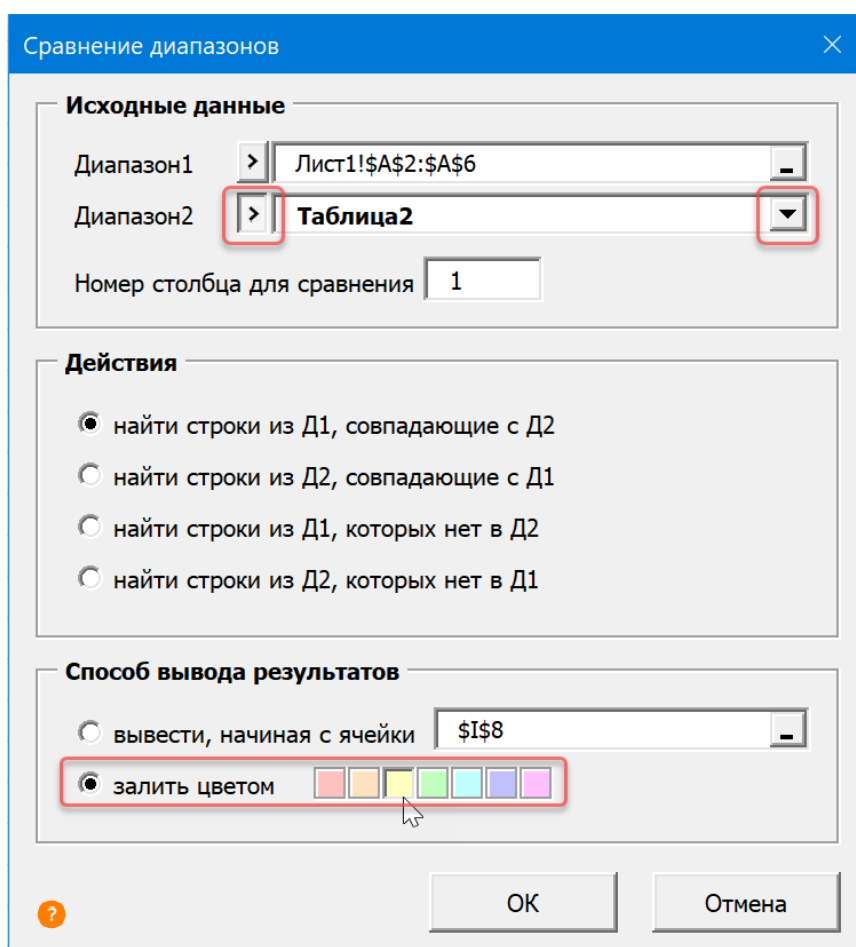 Сравнение диапазонов
Исходные данные
Диапазон1 > Лист1!$A$2:$A$6
Диапазон2 > Таблица2
Номер столбца для сравнения 1
Действия
найти строки из Д1, совпадающие с Д2
найти строки из Д2, совпадающие с Д1
найти строки из Д1, которых нет в Д2
найти строки из Д2, которых нет в Д1
Способ вывода результатов
вывести, начиная с ячейки $I$8
залить цветом
? ОК Отмена